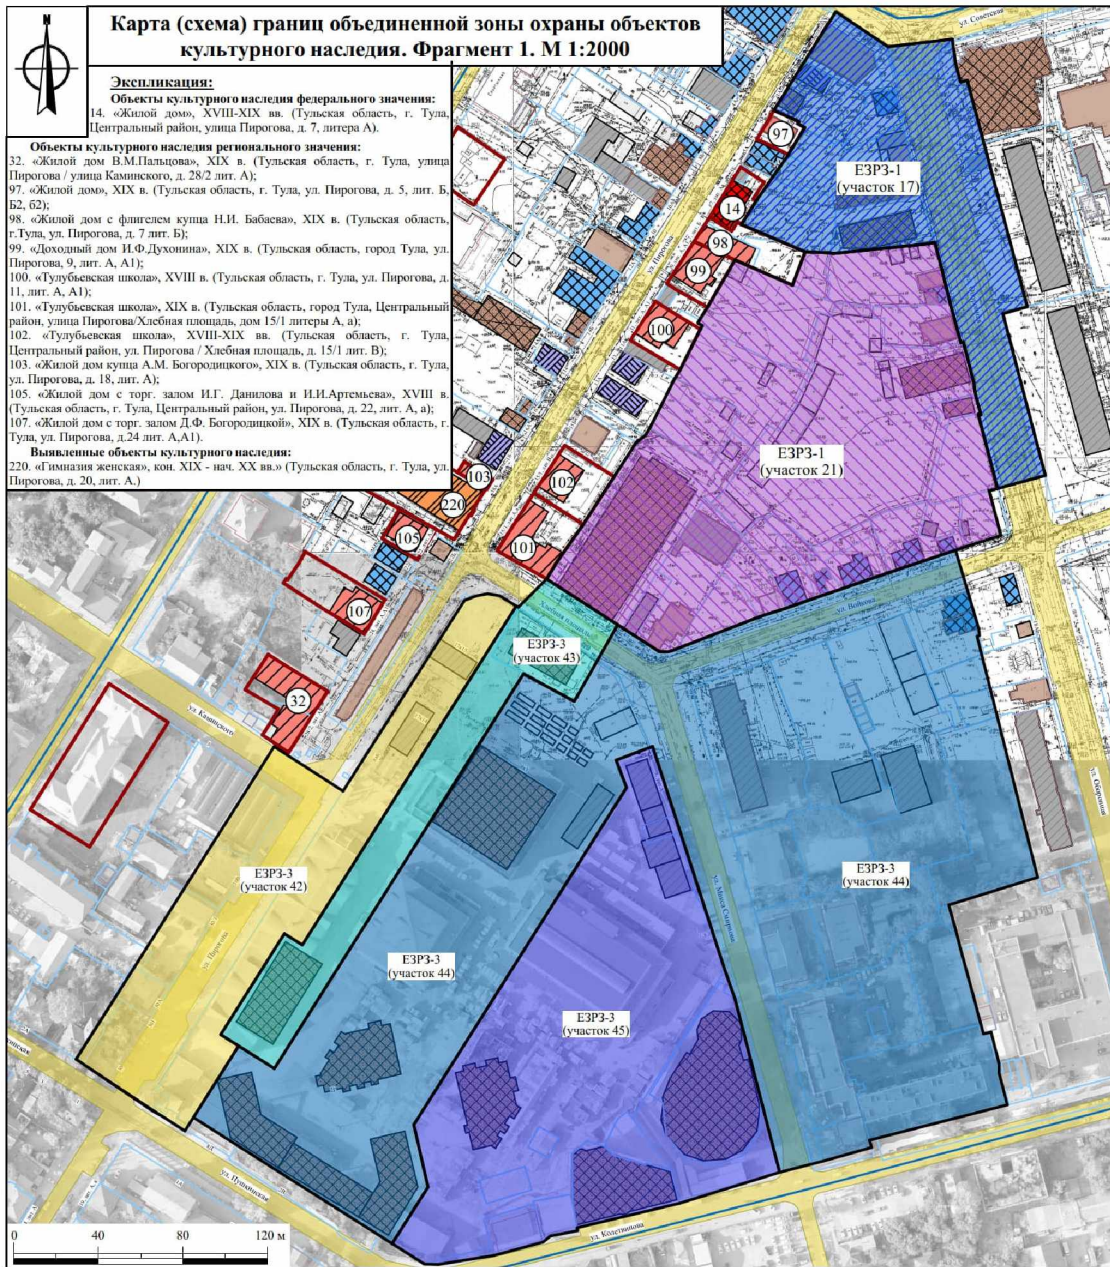 Карта (схема) границ объединенной зоны охраны объектов
культурного наследия. Фрагмент 1. М 1:2000
N
Экспликация:
Объекты культурного наследия федерального значения:
14. «Жилой дом», XVIII-XIX вв. (Тульская область, г. Тула,
Центральный район, улица Пирогова, д. 7, литера А).
Объекты культурного наследия регионального значения:
32. «Жилой дом В.М.Пальцова», XIX в. (Тульская область, г. Тула, улица
Пирогова / улица Каминского, д. 28/2 лит. А);
97. «Жилой дом», XIX в. (Тульская область, г. Тула, ул. Пирогова, д. 5, лит. Б,
Б2, б2);
98. «Жилой дом с флигелем купца Н.И. Бабаева», XIX в. (Тульская область,
г.Тула, ул. Пирогова, д. 7 лит. Б);
99. «Доходный дом И.Ф.Духонина», XIX в. (Тульская область, город Тула, ул.
Пирогова, 9, лит. А, А1);
100. «Тулубьевская школа», XVIII в. (Тульская область, г. Тула, ул. Пирогова, д.
11, лит. А, А1);
101. «Тулубьевская школа», XIX в. (Тульская область, город Тула, Центральный
район, улица Пирогова/Хлебная площадь, дом 15/1 литеры А, а);
102. «Тулубьевская школа», XVIII-XIX вв. (Тульская область, г. Тула,
Центральный район, ул. Пирогова / Хлебная площадь, д. 15/1 лит. В);
103. «Жилой дом купца А.М. Богородицкого», XIX в. (Тульская область, г. Тула,
ул. Пирогова, д. 18, лит. А);
105. «Жилой дом с торг. залом И.Г. Данилова и И.И.Артемьева», XVIII в.
(Тульская область, г. Тула, Центральный район, ул. Пирогова, д. 22, лит. А, а);
107. «Жилой дом с торг. залом Д.Ф. Богородицкой», XIX в. (Тульская область, г.
Тула, ул. Пирогова, д.24 лит. А,А1).
Выявленные объекты культурного наследия:
220. «Гимназия женская», кон. XIX - нач. XX вв.» (Тульская область, г. Тула, ул.
Пирогова, д. 20, лит. А.)
ул. Советская
97
ЕЗРЗ-1
(участок 17)
14
98
ул. Пирогова
99
100
ЕЗРЗ-1
(участок 21)
103
102
220
105
101
107
Хлебная площадь
ул. Войкова
ЕЗРЗ-3
(участок 43)
32
ул. Каминского
ул. Оборонная
ЕЗРЗ-3
(участок 42)
ЕЗРЗ-3
(участок 44)
ул. Макса Смирнова
ул. Пирогова
ЕЗРЗ-3
(участок 44)
ЕЗРЗ-3
(участок 45)
ул. Пушкинская
ул. Колетвинова
0 40 80 120 м